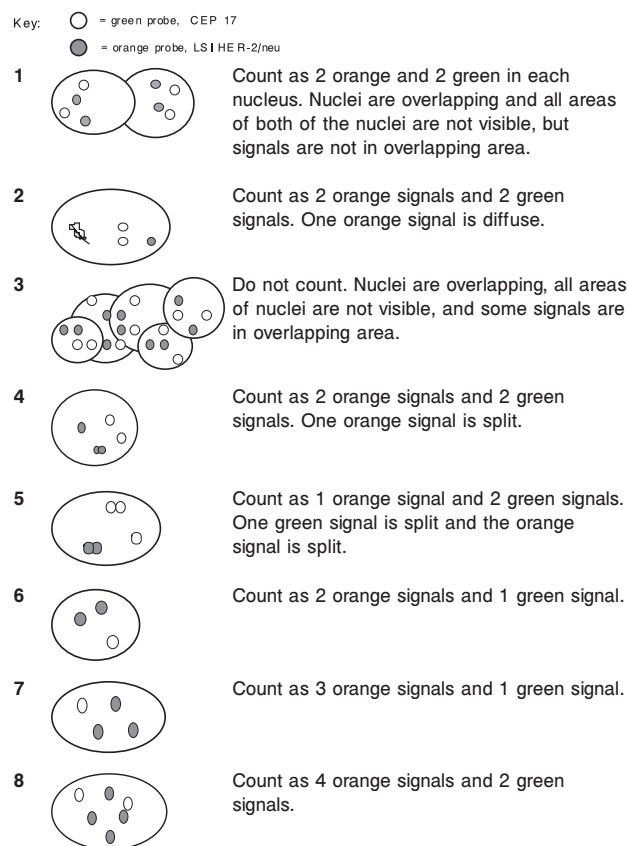 Key:
= green probe, CEP 17
= orange probe, LSI HER-2/neu
1
Count as 2 orange and 2 green in each
nucleus. Nuclei are overlapping and all areas
of both of the nuclei are not visible, but
signals are not in overlapping area.
2
Count as 2 orange signals and 2 green
signals. One orange signal is diffuse.
3
Do not count. Nuclei are overlapping, all areas
of nuclei are not visible, and some signals are
in overlapping area.
4
Count as 2 orange signals and 2 green
signals. One orange signal is split.
5
Count as 1 orange signal and 2 green signals.
One green signal is split and the orange
signal is split.
6
Count as 2 orange signals and 1 green signal.
7
Count as 3 orange signals and 1 green signal.
8
Count as 4 orange signals and 2 green
signals.